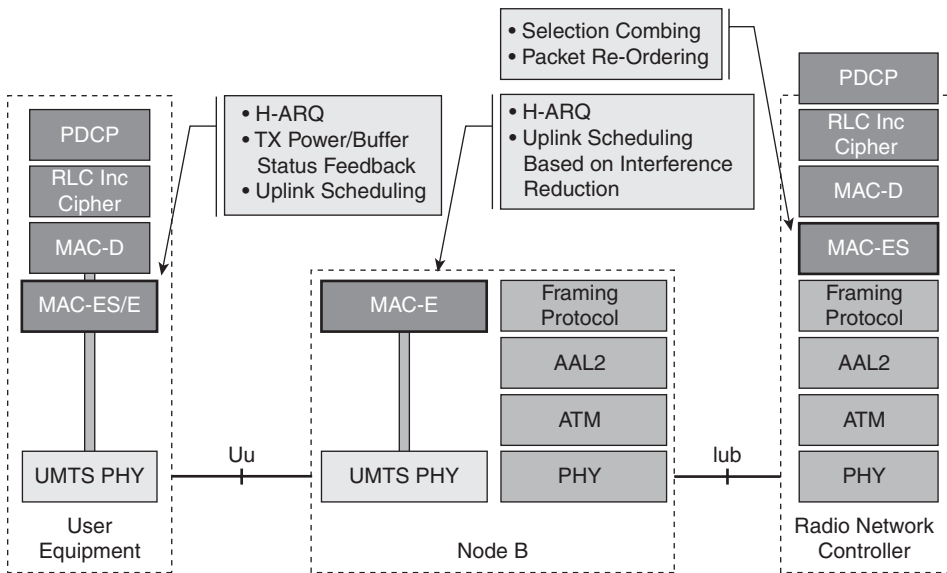 • Selection Combing
• Packet Re-Ordering
• H-ARQ
• TX Power/Buffer
Status Feedback
• Uplink Scheduling
• H-ARQ
• Uplink Scheduling
Based on Interference
Reduction
PDCP
RLC Inc
Cipher
MAC-D
MAC-ES/E
UMTS PHY
User
Equipment
Uu
MAC-E
UMTS PHY
Framing
Protocol
AAL2
ATM
PHY
Node B
Iub
PDCP
RLC Inc
Cipher
MAC-D
MAC-ES
Framing
Protocol
AAL2
ATM
PHY
Radio Network
Controller